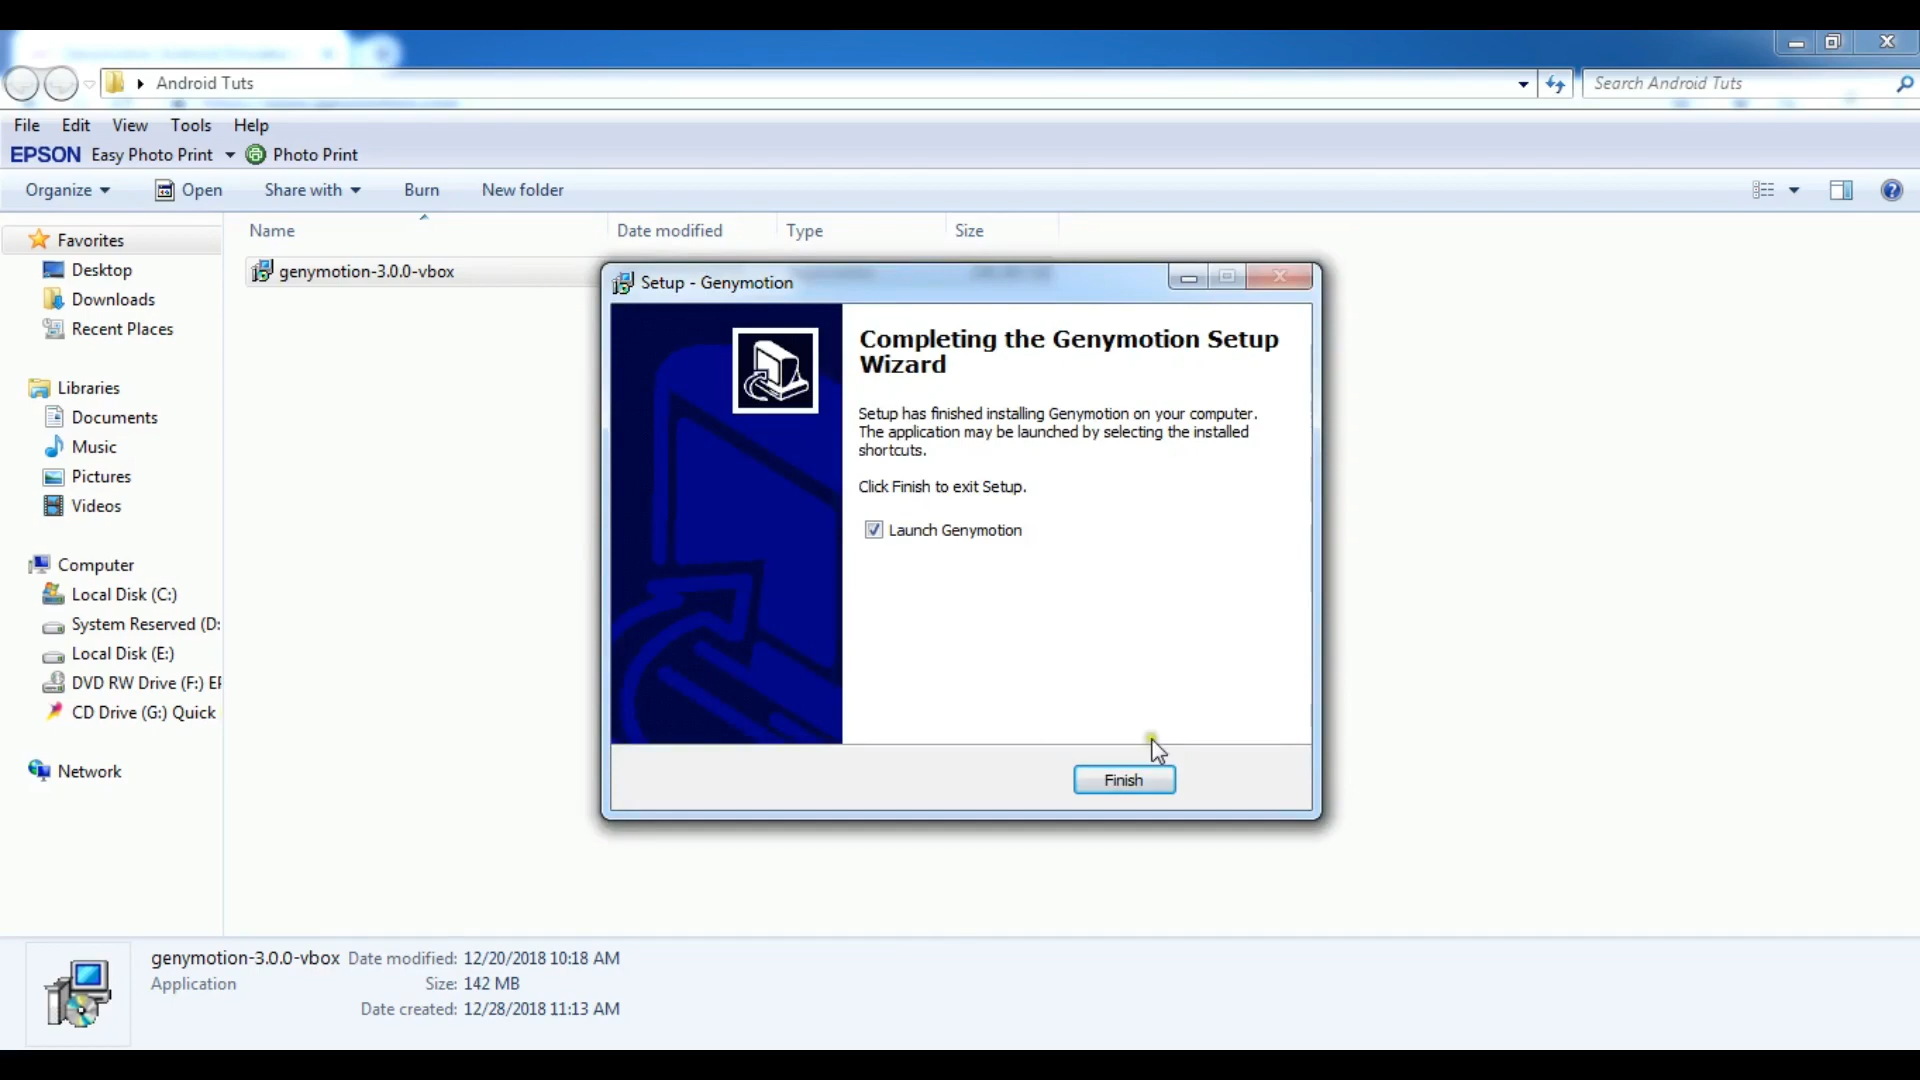 Android Tuts
Search Android Tuts
File Edit View Tools Help
EPSON Easy Photo Print Photo Print
Organize Open Share with Burn New folder
Name Date modified Type Size
Favorites
Desktop
Downloads
Recent Places
Libraries
Documents
Music
Pictures
Videos
Computer
Local Disk (C:)
System Reserved (D:
Local Disk (E:)
DVD RW Drive (F:) EF
CD Drive (G:) Quick
Network
genymotion-3.0.0-vbox
Setup - Genymotion
Completing the Genymotion Setup
Wizard
Setup has finished installing Genymotion on your computer.
The application may be launched by selecting the installed
shortcuts.
Click Finish to exit Setup.
Launch Genymotion
Finish
genymotion-3.0.0-vbox Date modified: 12/20/2018 10:18 AM
Application Size: 142 MB
Date created: 12/28/2018 11:13 AM